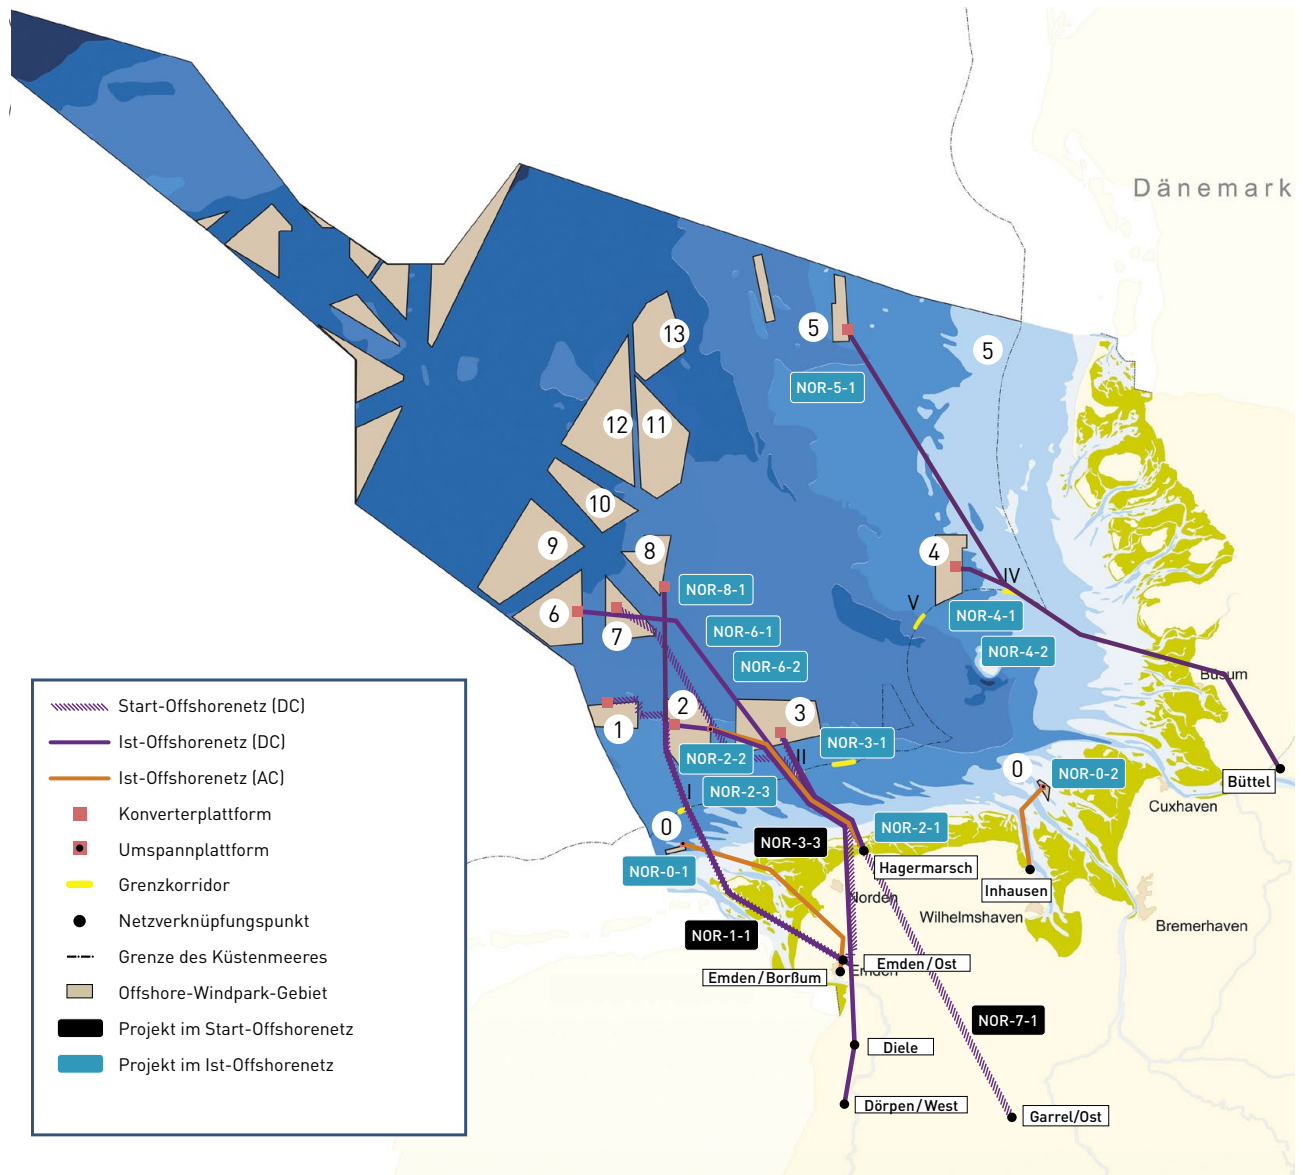 Dänemark
13
5
5
NOR-5-1
12
11
10
9
8
4
IV
NOR-8-1
V
NOR-4-1
6
7
NOR-6-1
NOR-4-2
NOR-6-2
Büsum
Start-Offshorenetz (DC)
1
2
3
Ist-Offshorenetz (DC)
NOR-3-1
II
NOR-2-2
Ist-Offshorenetz (AC)
0
NOR-0-2
Büttel
NOR-2-3
I
Konverterplattform
Cuxhaven
0
NOR-2-1
Umspannplattform
NOR-3-3
Hagermarsch
NOR-0-1
Grenzkorridor
Inhausen
Norden
Netzverknüpfungspunkt
Wilhelmshaven
Bremerhaven
NOR-1-1
Grenze des Küstenmeeres
Emden/Ost
Emden
Emden/Borßum
Offshore-Windpark-Gebiet
Projekt im Start-Offshorenetz
NOR-7-1
Diele
Projekt im Ist-Offshorenetz
Dörpen/West
Garrel/Ost